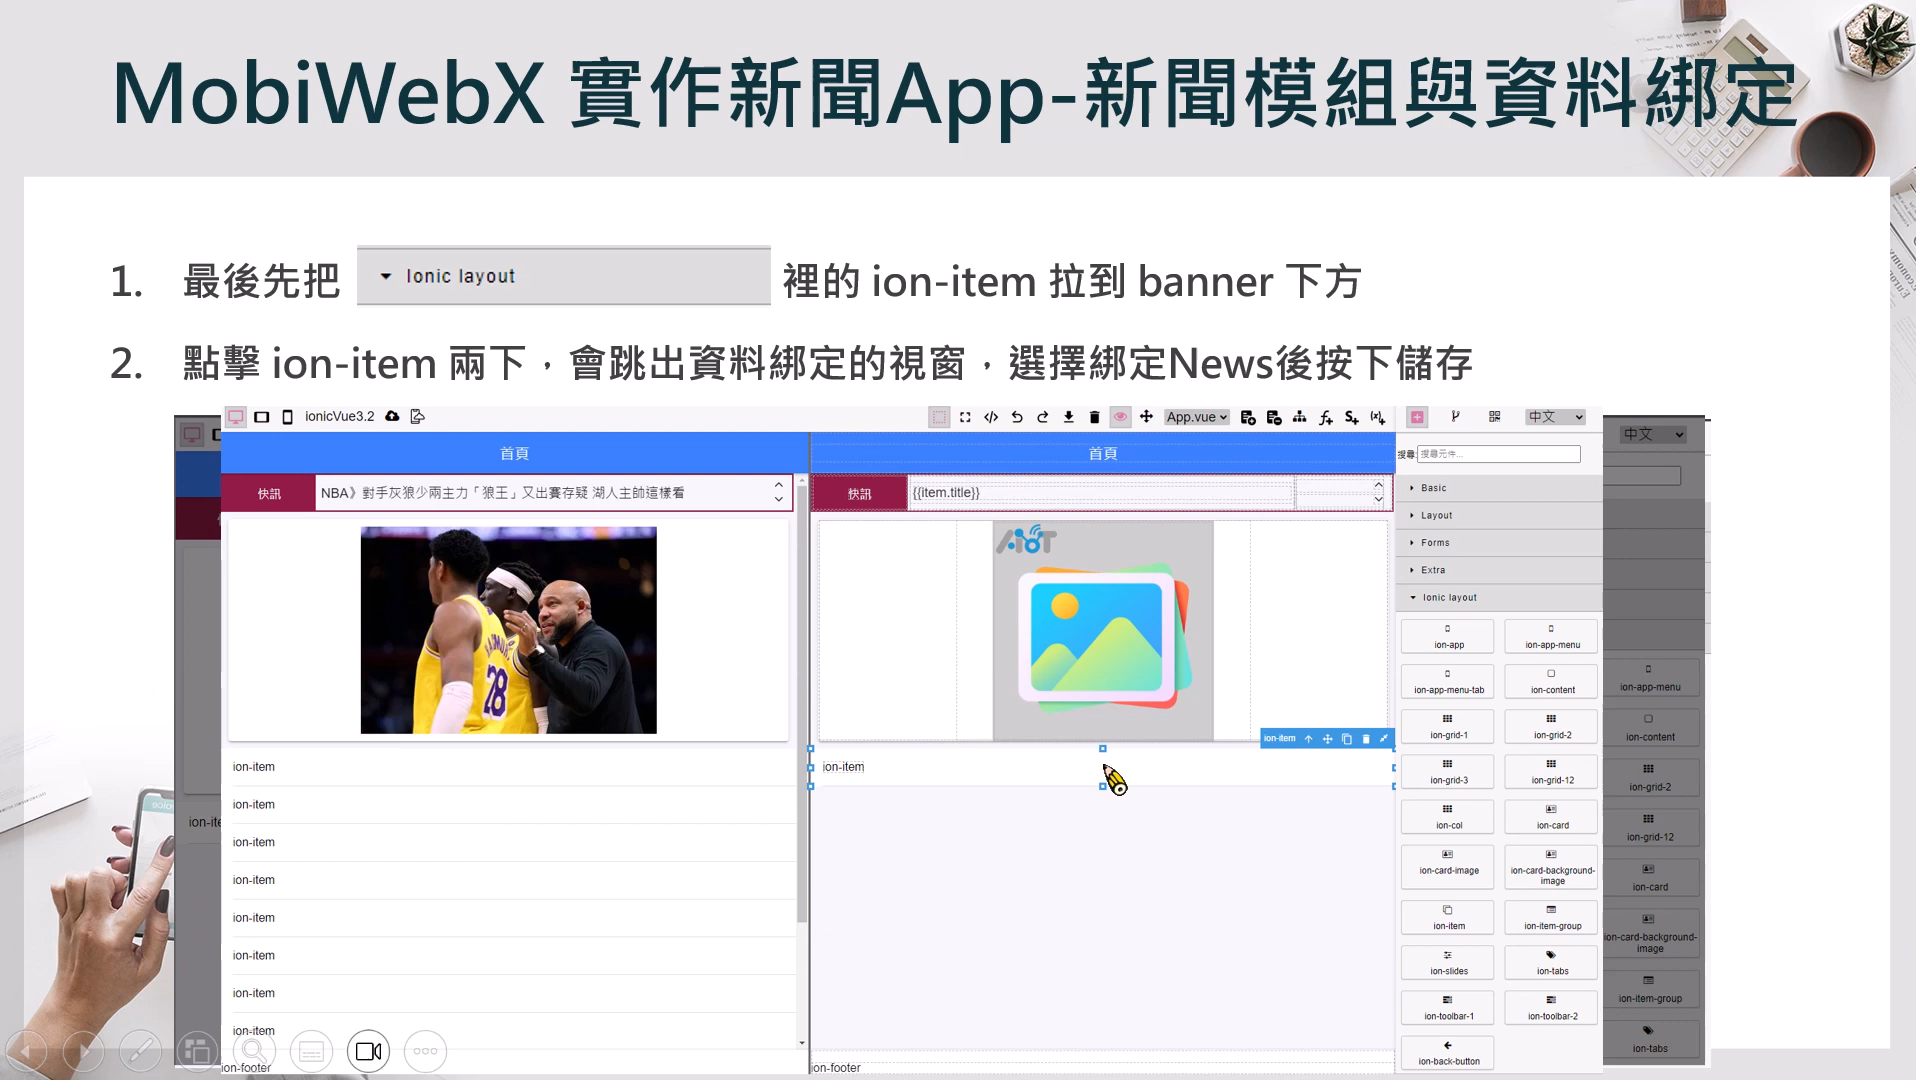 MobiWebX 實作新聞App-新聞模組與資料綁定
1. 最後先把 Ionic layout 裡的 ion-item 拉到 banner 下方
2. 點擊 ion-item 兩下，會跳出資料綁定的視窗，選擇綁定News後按下儲存
ionicVue3.2
App.vue
中文
中文
首頁
首頁
搜尋:
搜尋元件...
快訊
NBA》對手灰狼少兩主力「狼王」又出賽存疑 湖人主帥這樣看
快訊
{{item.title}}
AIoT
28
Basic
Layout
Forms
Extra
Ionic layout
ion-app
ion-app-menu
ion-app-menu-tab
ion-content
ion-grid-1
ion-grid-2
ion-grid-3
ion-grid-12
ion-col
ion-card
ion-card-image
ion-card-background-
image
ion-item
ion-item-group
ion-slides
ion-tabs
ion-toolbar-1
ion-toolbar-2
ion-back-button
ion-item
ion-item
ion-item
ion-item
ion-item
ion-item
ion-item
ion-item
ion-item
ion-item
ion-footer
ion-footer
ion-ite
ion-app-menu
ion-content
ion-grid-2
ion-grid-12
ion-card
ion-card-background-
image
ion-item-group
ion-tabs